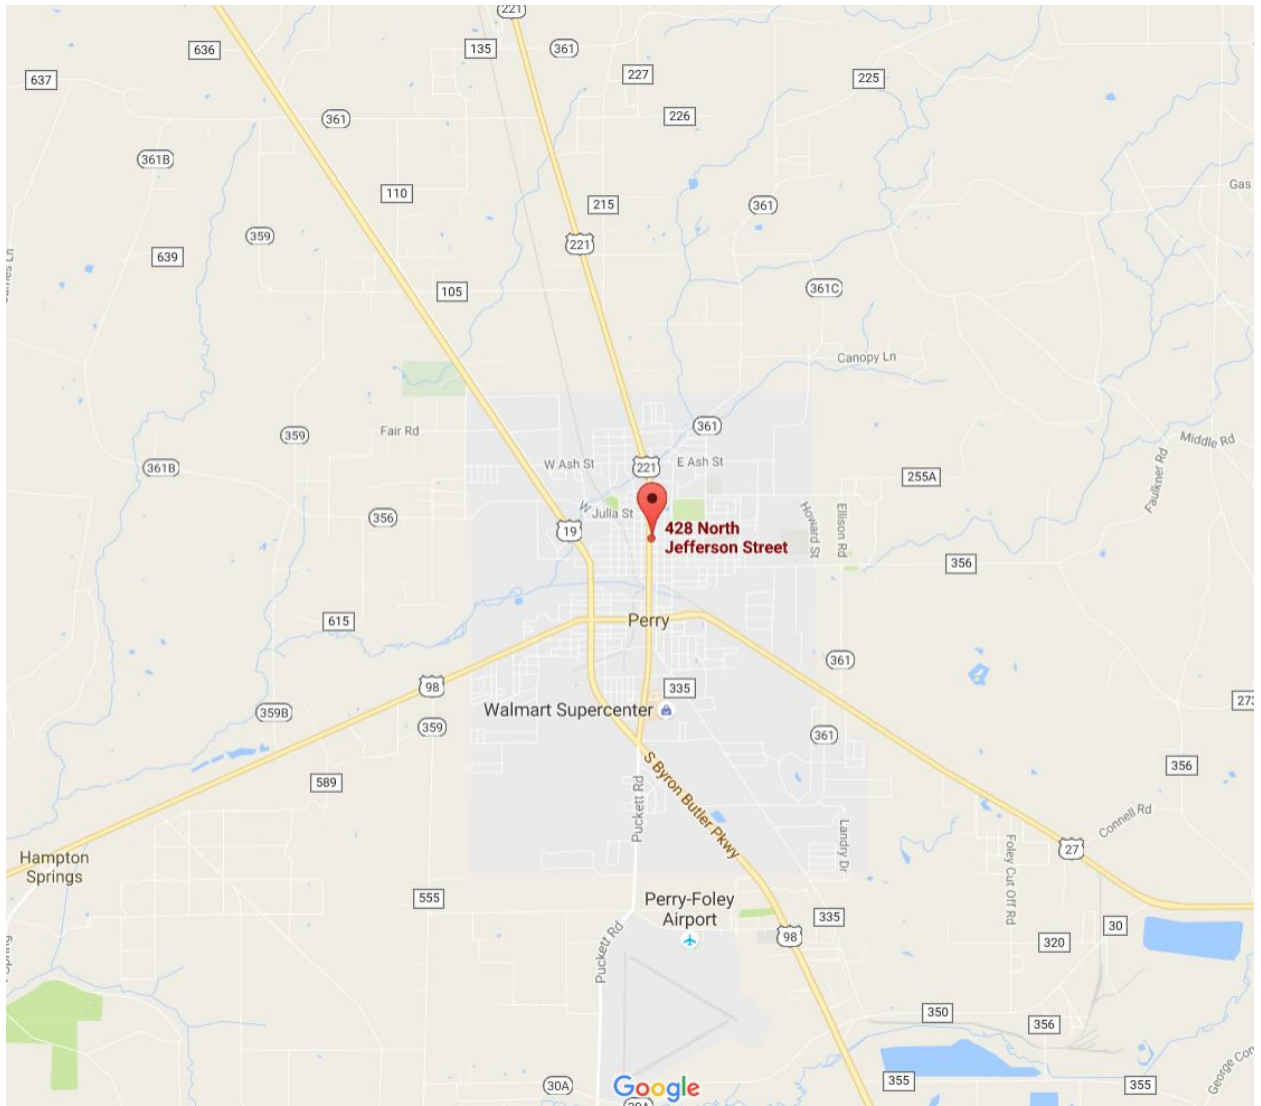 221
636
135
361
637
227
225
226
361
361B
110
Gas
215
361
359
221
639
361C
105
Canopy Ln
361
Fair Rd
359
Middle Rd
W Ash St
221
E Ash St
361B
255A
Faulkner Rd
W Julia St
356
19
428 North
Jefferson Street
Howard St
Ellison Rd
356
615
Perry
361
98
335
273
359B
Walmart Supercenter
359
361
356
S Byron Butler Pkwy
589
Puckett Rd
Connell Rd
Landry Dr
27
Foley Cut Off Rd
Hampton
Springs
555
Perry-Foley
Airport
335
30
98
320
Puckett Rd
350
356
355
355
30A
Google
George Con